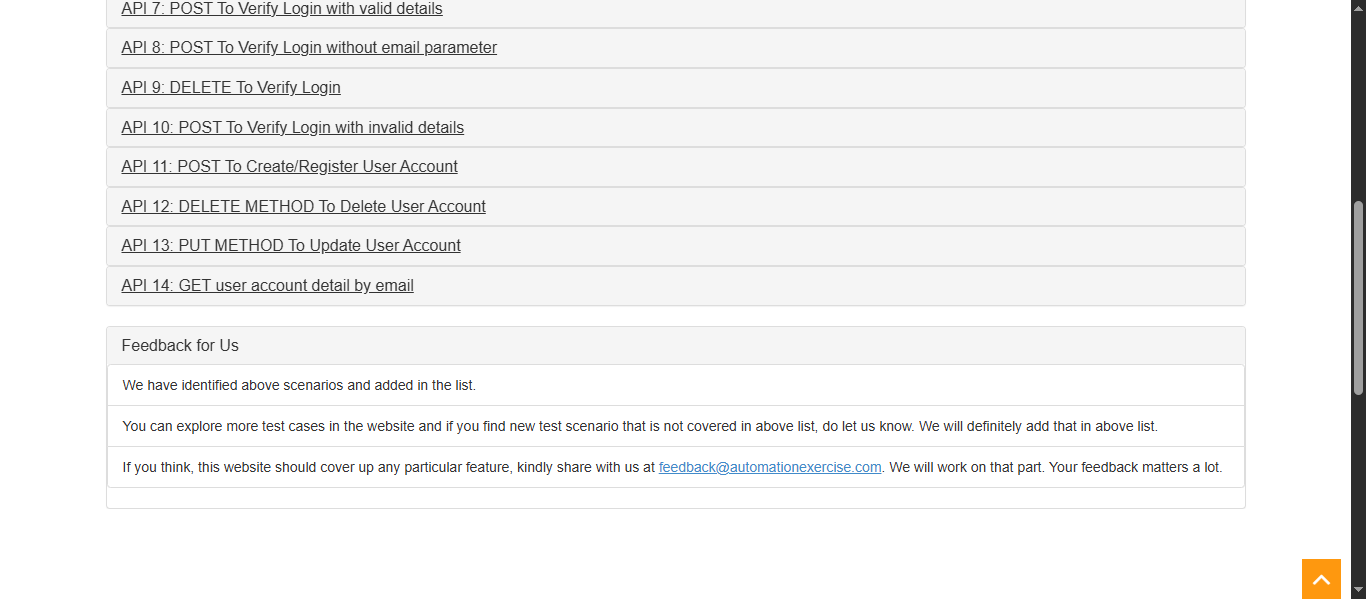 API 7: POST To Verify Login with valid details
API 8: POST To Verify Login without email parameter
API 9: DELETE To Verify Login
API 10: POST To Verify Login with invalid details
API 11: POST To Create/Register User Account
API 12: DELETE METHOD To Delete User Account
API 13: PUT METHOD To Update User Account
API 14: GET user account detail by email
Feedback for Us
We have identified above scenarios and added in the list.
You can explore more test cases in the website and if you find new test scenario that is not covered in above list, do let us know. We will definitely add that in above list.
If you think, this website should cover up any particular feature, kindly share with us at feedback@automationexercise.com. We will work on that part. Your feedback matters a lot.